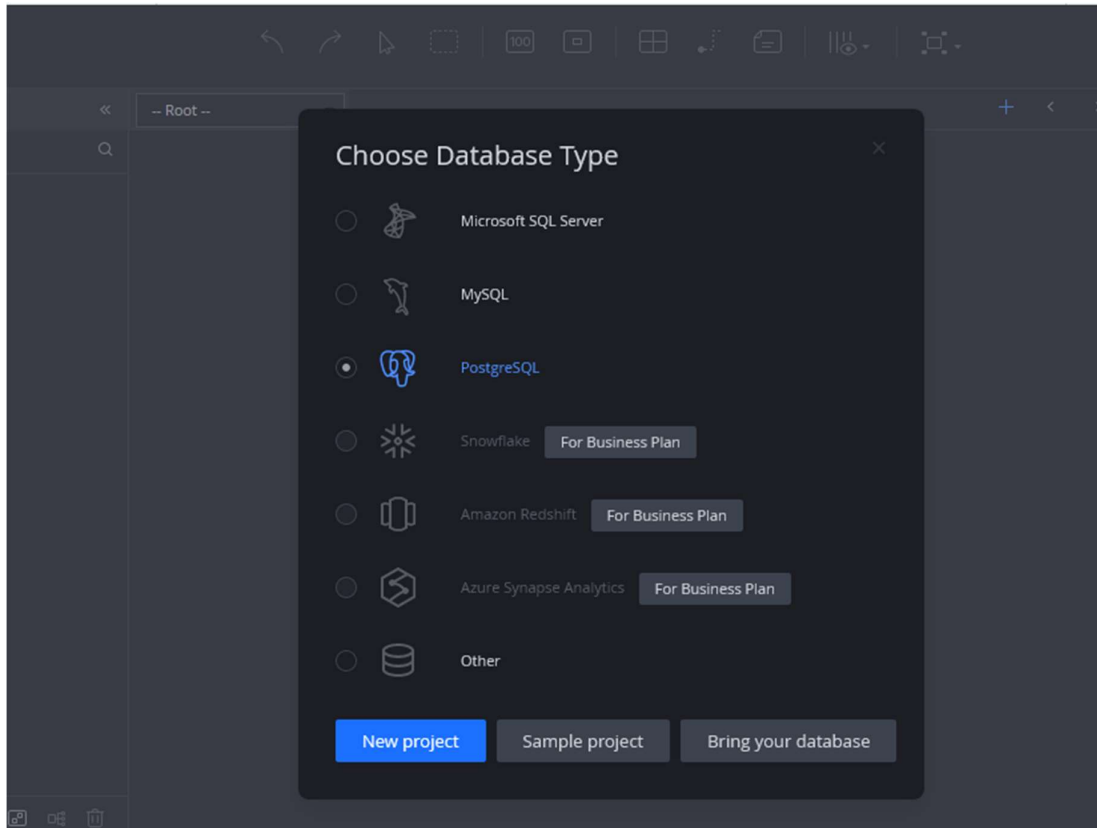 100
-- Root --
Choose Database Type
Microsoft SQL Server
MySQL
PostgreSQL
Snowflake For Business Plan
Amazon Redshift For Business Plan
Azure Synapse Analytics For Business Plan
Other
New project Sample project Bring your database